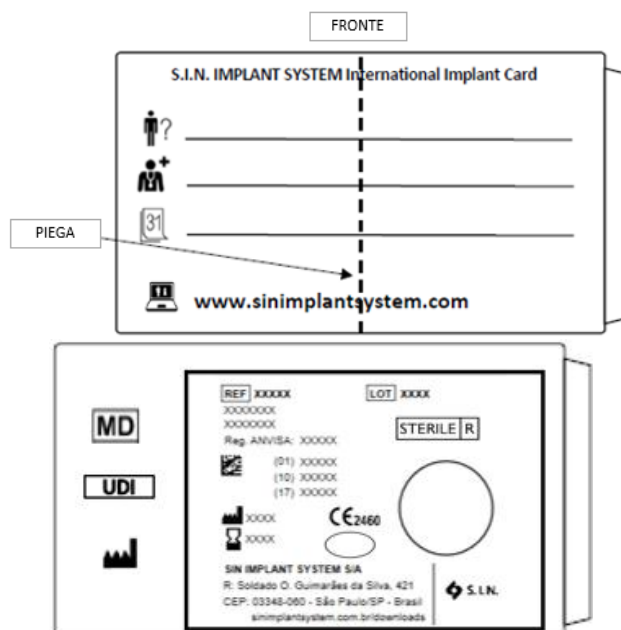 FRONTE
S.I.N. IMPLANT SYSTEM International Implant Card
?
31
PIEGA
www.sinimplantsystem.com
MD
UDI
REF XXXXX LOT XXXX
XXXXXXX
XXXXXXX
STERILE R
Reg. ANVISA: XXXXX
(01) XXXXX
(10) XXXXX
(17) XXXXX
XXXX
CE2460
XXXX
SIN IMPLANT SYSTEM S/A
R: Soldado O. Guimarães da Silva, 421
CEP: 03348-060 - São Paulo/SP - Brasil
sinimplantsystem.com.br/downloads
S.I.N.